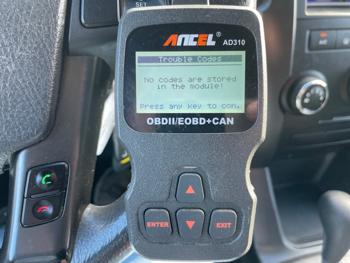 SET
ANCEL AD310
Trouble Codes
No codes are stored
in the module!
Press any key to con.
OBDII/EOBD+CAN
ENTER
EXIT